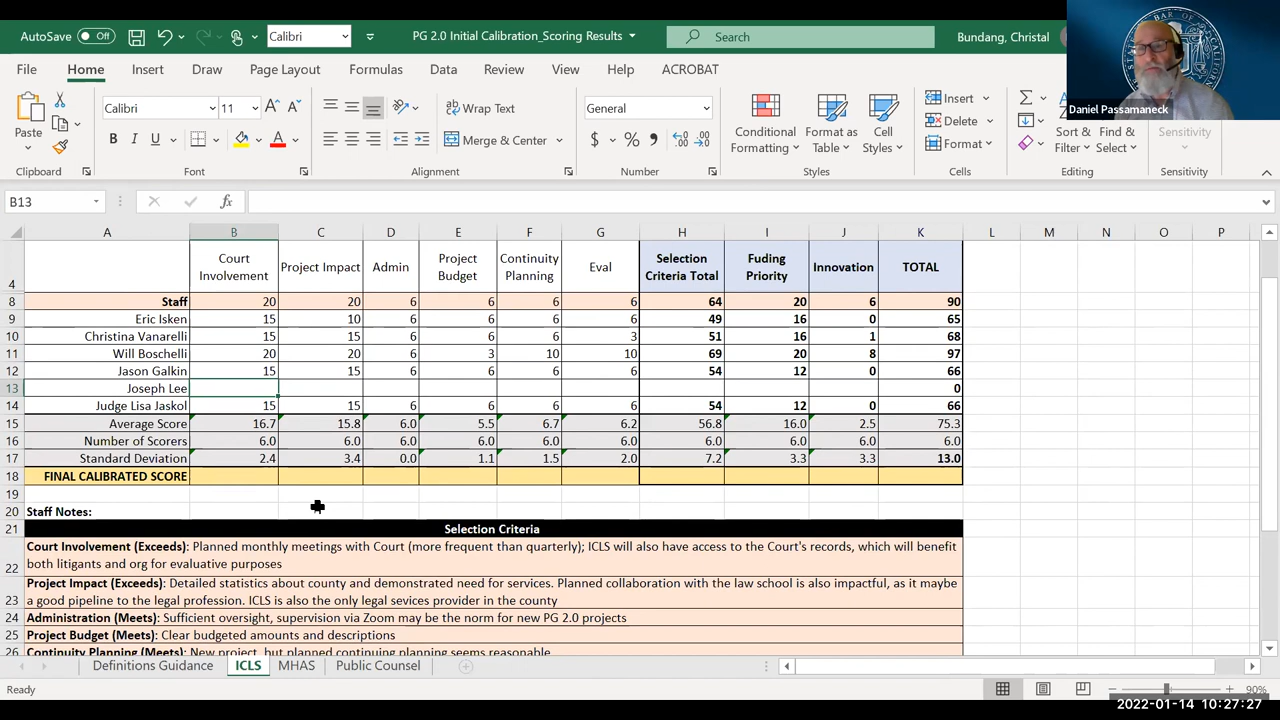 AutoSave Off Calibri PG 2.0 Initial Calibration_Scoring Results Search Bundang, Christal
BAR OF
File Home Insert Draw Page Layout Formulas Data Review View Help ACROBAT
Daniel Passamaneck
Paste Calibri 11 A A Wrap Text General Conditional Formatting Format as Table Cell Styles Insert Delete Format Sort & Filter Find & Select Sensitivity
B I U A Merge & Center $ % ,
Clipboard Font Alignment Number Styles Cells Editing Sensitivity
B13 fx
A B C D E F G H I J K L M N O P
4 Court Involvement Project Impact Admin Project Budget Continuity Planning Eval Selection Criteria Total Fuding Priority Innovation TOTAL
8 Staff 20 20 6 6 6 6 64 20 6 90
9 Eric Isken 15 10 6 6 6 6 49 16 0 65
10 Christina Vanarelli 15 15 6 6 6 3 51 16 1 68
11 Will Boschelli 20 20 6 3 10 10 69 20 8 97
12 Jason Galkin 15 15 6 6 6 6 54 12 0 66
13 Joseph Lee 0
14 Judge Lisa Jaskol 15 15 6 6 6 6 54 12 0 66
15 Average Score 16.7 15.8 6.0 5.5 6.7 6.2 56.8 16.0 2.5 75.3
16 Number of Scorers 6.0 6.0 6.0 6.0 6.0 6.0 6.0 6.0 6.0 6.0
17 Standard Deviation 2.4 3.4 0.0 1.1 1.5 2.0 7.2 3.3 3.3 13.0
18 FINAL CALIBRATED SCORE
19
20 Staff Notes:
21 Selection Criteria
22 Court Involvement (Exceeds): Planned monthly meetings with Court (more frequent than quarterly); ICLS will also have access to the Court's records, which will benefit
both litigants and org for evaluative purposes
23 Project Impact (Exceeds): Detailed statistics about county and demonstrated need for services. Planned collaboration with the law school is also impactful, as it maybe
a good pipeline to the legal profession. ICLS is also the only legal sevices provider in the county
24 Administration (Meets): Sufficient oversight, supervision via Zoom may be the norm for new PG 2.0 projects
25 Project Budget (Meets): Clear budgeted amounts and descriptions
26 Continuity Planning (Meets): New project, but planned continuing planning seems reasonable
Definitions Guidance ICLS MHAS Public Counsel
Ready 90%
2022-01-14 10:27:27